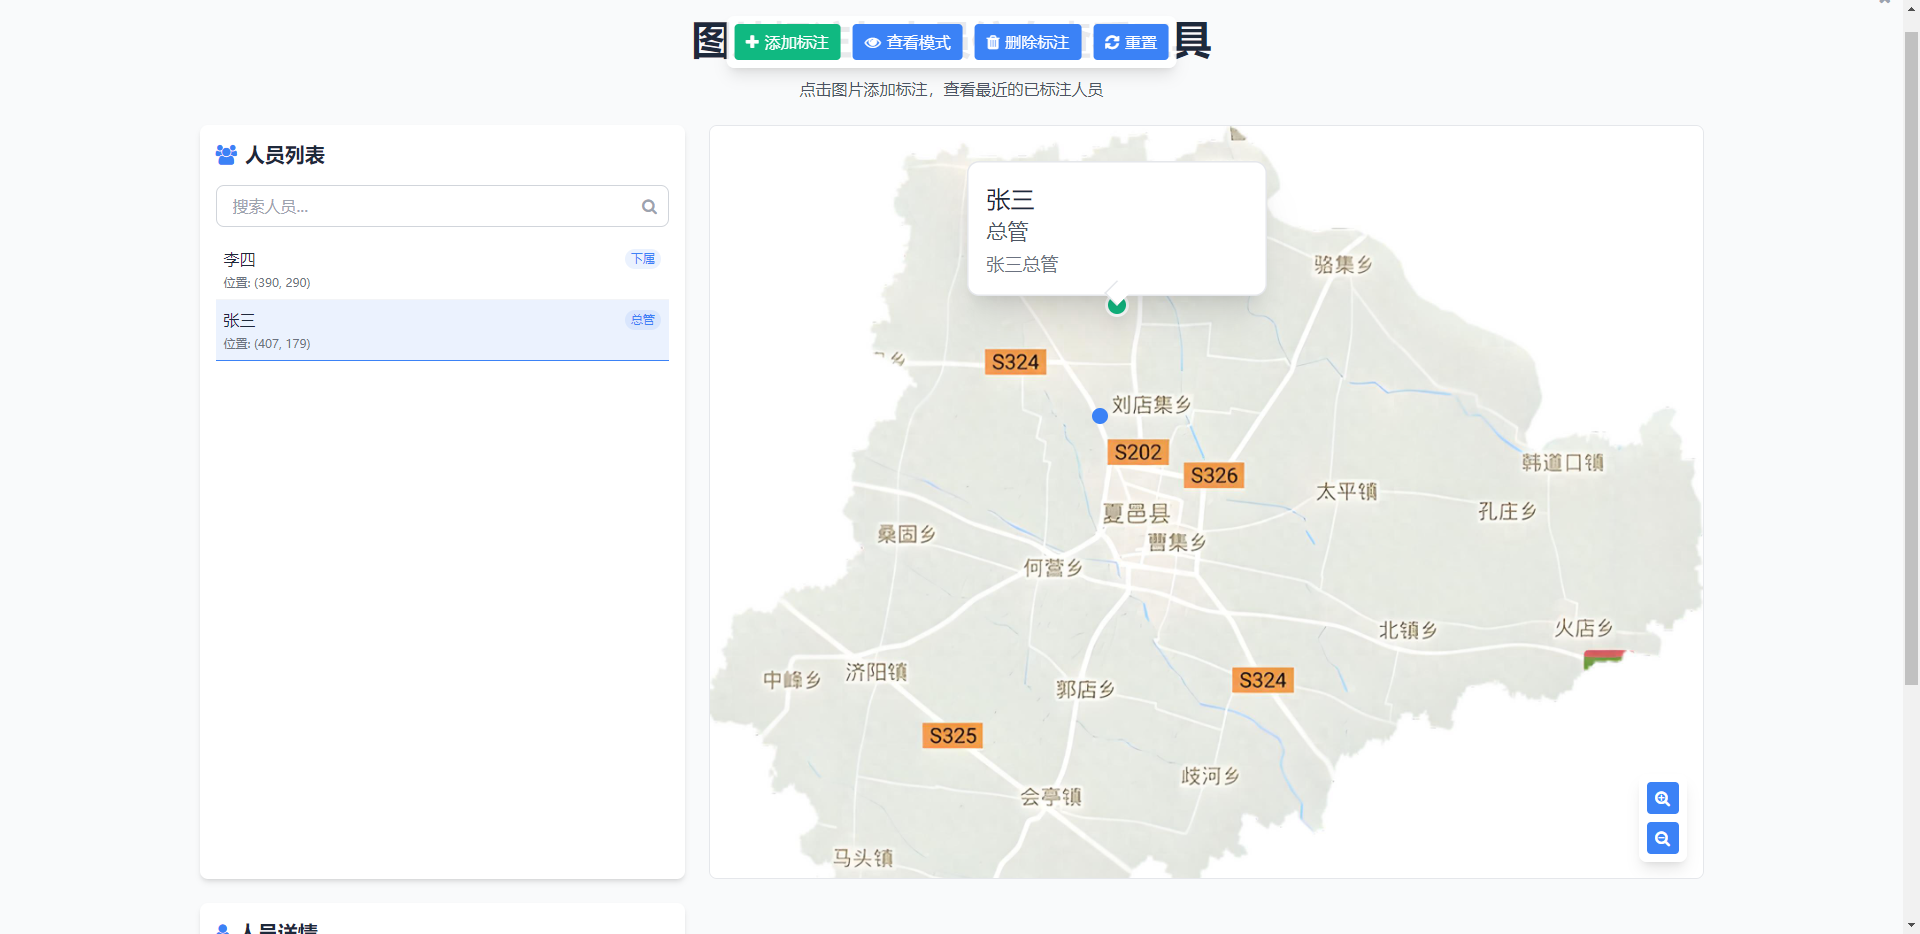 图
具
添加标注
查看模式
删除标注
重置
点击图片添加标注，查看最近的已标注人员
人员列表
搜索人员...
李四
下属
位置: (390, 290)
张三
总管
位置: (407, 179)
人员详情
张三
总管
张三总管
骆集乡
乡
S324
刘店集乡
S202
S326
韩道口镇
太平镇
孔庄乡
夏邑县
桑固乡
曹集乡
何营乡
北镇乡
火店乡
中峰乡
济阳镇
郭店乡
S324
S325
歧河乡
会亭镇
马头镇